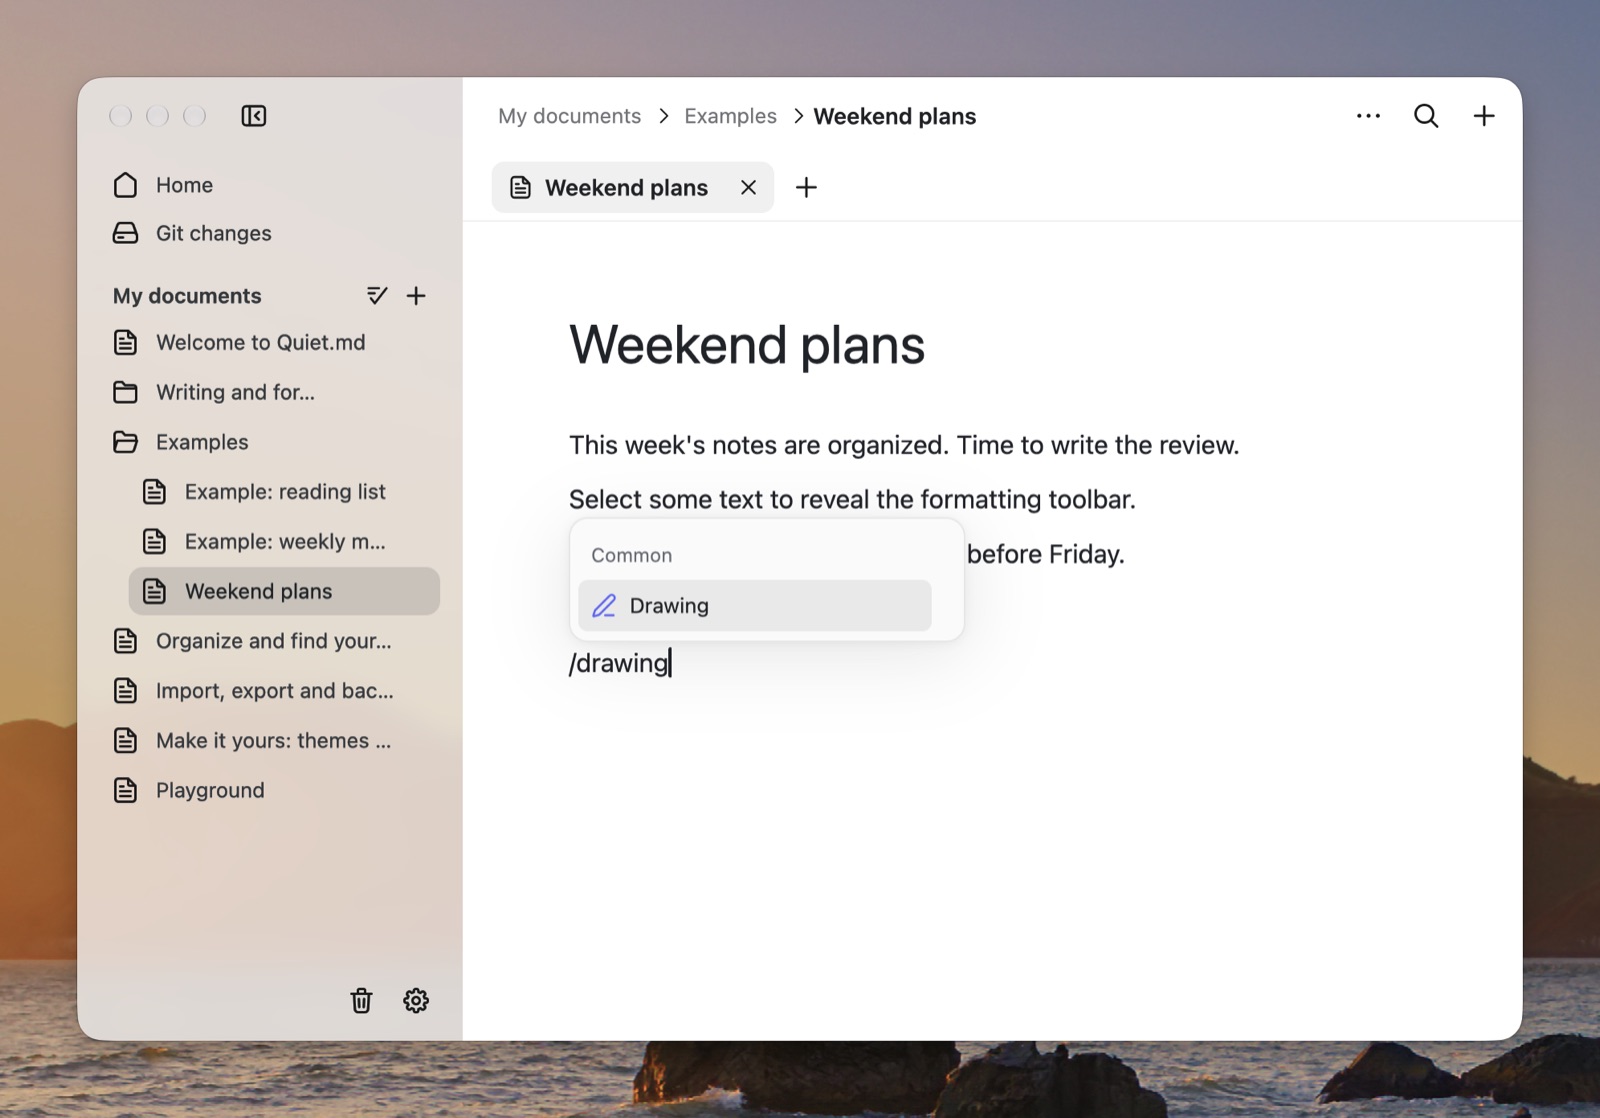 Home
Git changes
My documents
Welcome to Quiet.md
Writing and for...
Examples
Example: reading list
Example: weekly m...
Weekend plans
Organize and find your...
Import, export and bac...
Make it yours: themes ...
Playground
My documents > Examples > Weekend plans
Weekend plans
Weekend plans
This week's notes are organized. Time to write the review.
Select some text to reveal the formatting toolbar.
before Friday.
Common
Drawing
/drawing